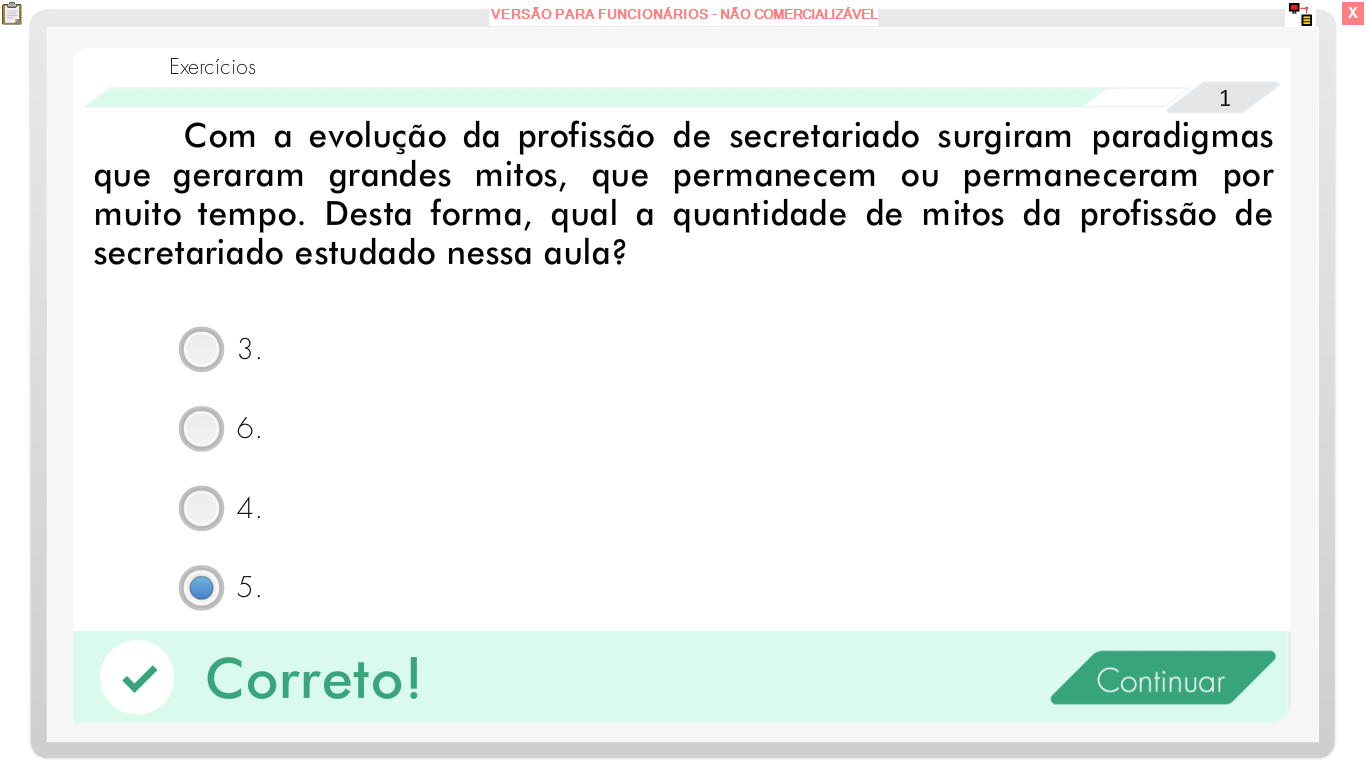 VERSÃO PARA FUNCIONÁRIOS - NÃO COMERCIALIZÁVEL
X
Exercícios
1
Com a evolução da profissão de secretariado surgiram paradigmas
que geraram grandes mitos, que permanecem ou permaneceram por
muito tempo. Desta forma, qual a quantidade de mitos da profissão de
secretariado estudado nessa aula?
3.
6.
4.
5.
Correto!
Continuar